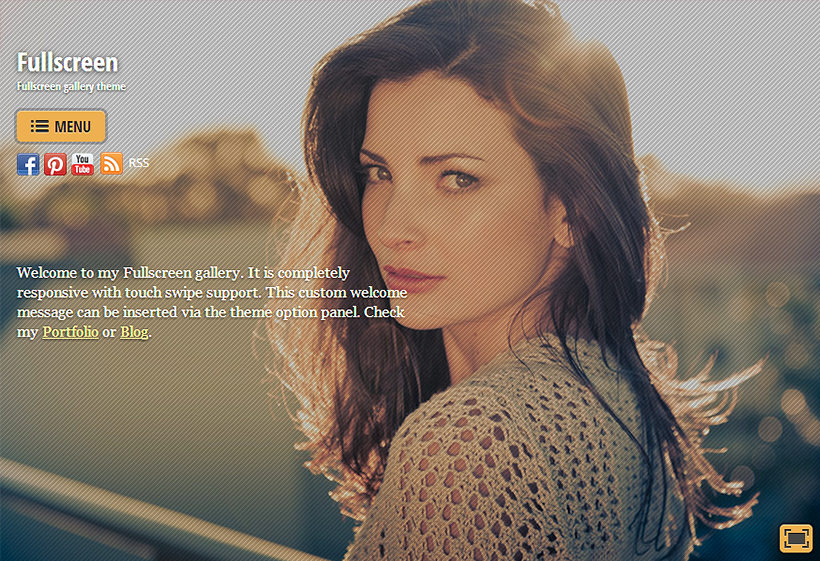 Fullscreen
Fullscreen gallery theme
MENU
You
Tube
RSS
Welcome to my Fullscreen gallery. It is completely
responsive with touch swipe support. This custom welcome
message can be inserted via the theme option panel. Check
my Portfolio or Blog.